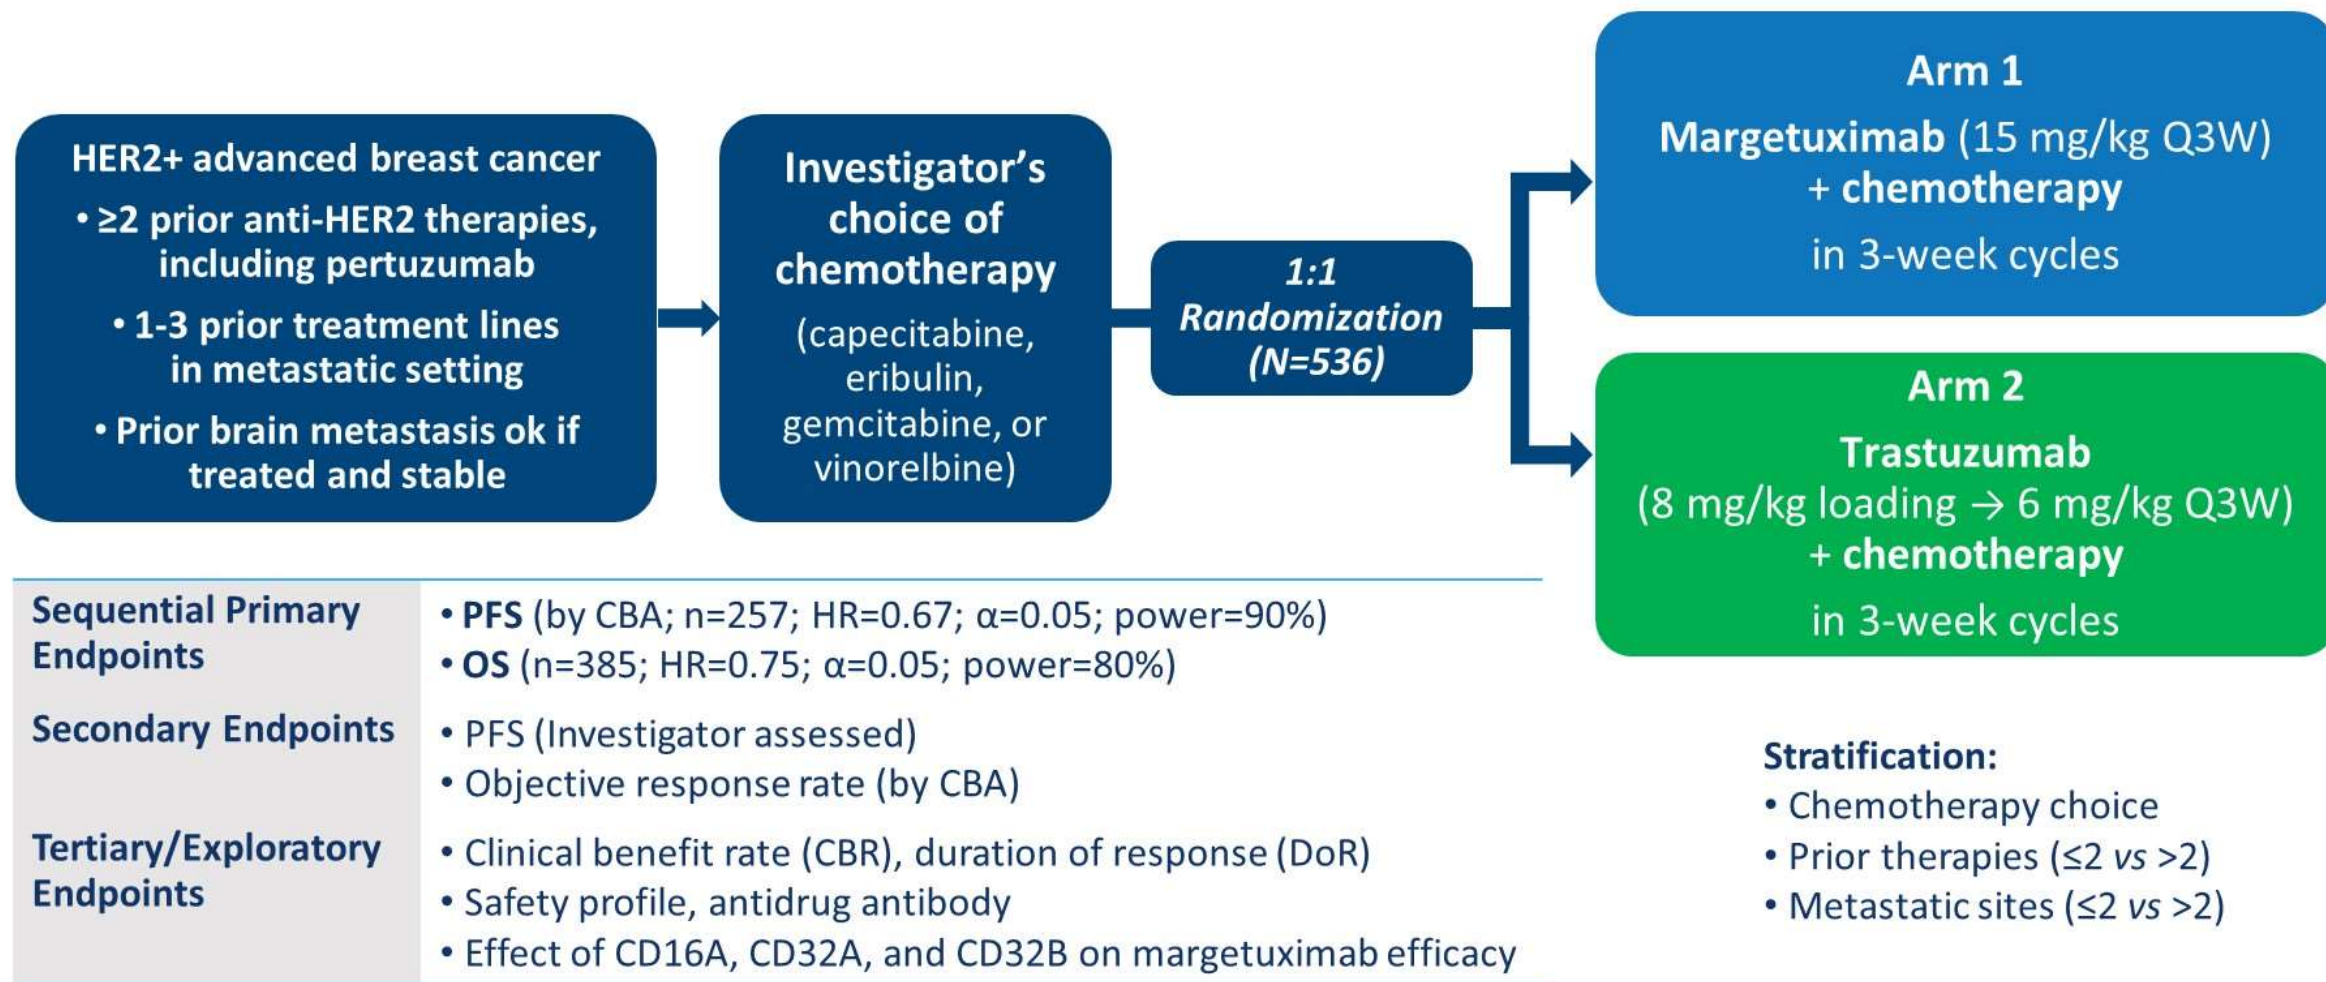 HER2+ advanced breast cancer
• ≥2 prior anti-HER2 therapies,
including pertuzumab
• 1-3 prior treatment lines
in metastatic setting
• Prior brain metastasis ok if
treated and stable
Investigator’s
choice of
chemotherapy
(capecitabine,
eribulin,
gemcitabine, or
vinorelbine)
1:1
Randomization
(N=536)
Arm 1
Margetuximab (15 mg/kg Q3W)
+ chemotherapy
in 3-week cycles
Arm 2
Trastuzumab
(8 mg/kg loading → 6 mg/kg Q3W)
+ chemotherapy
in 3-week cycles
Sequential Primary
Endpoints
• PFS (by CBA; n=257; HR=0.67; α=0.05; power=90%)
• OS (n=385; HR=0.75; α=0.05; power=80%)
Secondary Endpoints
• PFS (Investigator assessed)
• Objective response rate (by CBA)
Tertiary/Exploratory
Endpoints
• Clinical benefit rate (CBR), duration of response (DoR)
• Safety profile, antidrug antibody
• Effect of CD16A, CD32A, and CD32B on margetuximab efficacy
Stratification:
• Chemotherapy choice
• Prior therapies (≤2 vs >2)
• Metastatic sites (≤2 vs >2)